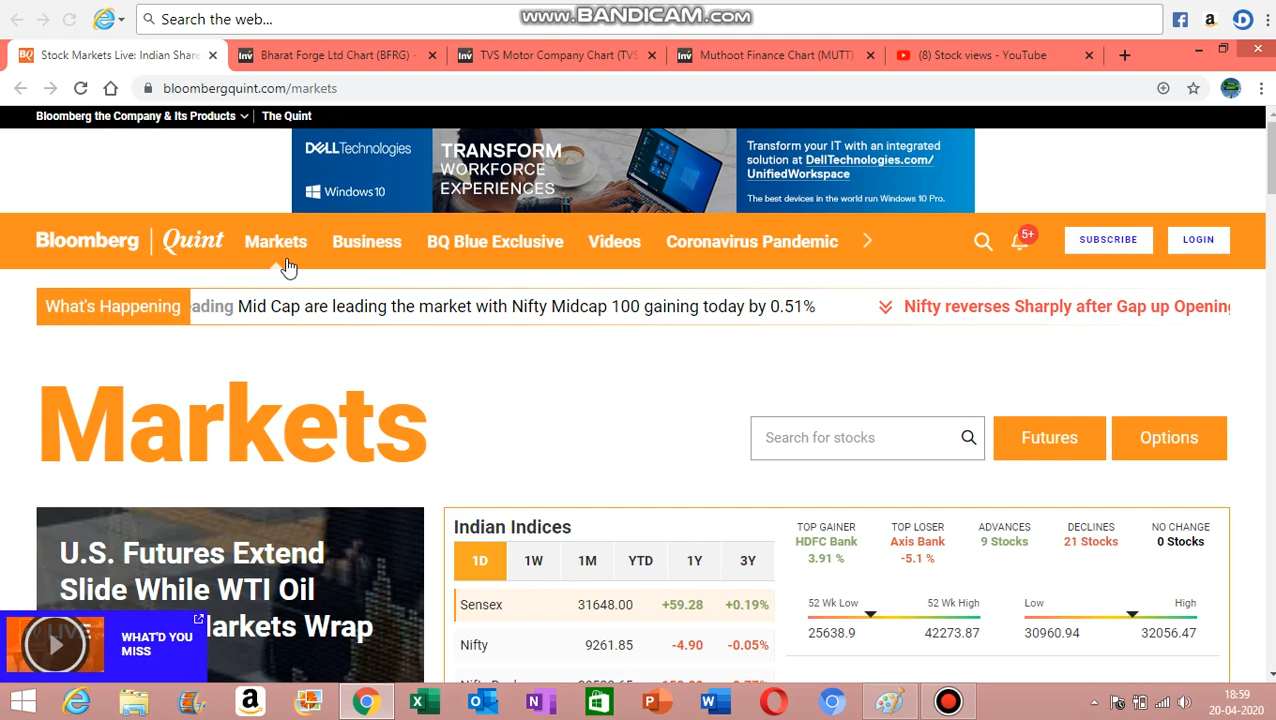 Search the web...
www.BANDICAM.com
Stock Markets Live: Indian Share
Bharat Forge Ltd Chart (BFRG) -
TVS Motor Company Chart (TVS
Muthoot Finance Chart (MUTT)
(8) Stock views - YouTube
bloombergquint.com/markets
Bloomberg the Company & Its Products
The Quint
DELLTechnologies
Windows 10
TRANSFORM
WORKFORCE
EXPERIENCES
Transform your IT with an integrated
solution at DellTechnologies.com/
UnifiedWorkspace
The best devices in the world run Windows 10 Pro.
Bloomberg | Quint
Markets
Business
BQ Blue Exclusive
Videos
Coronavirus Pandemic
5+
SUBSCRIBE
LOGIN
What's Happening
ading Mid Cap are leading the market with Nifty Midcap 100 gaining today by 0.51%
Nifty reverses Sharply after Gap up Opening
Markets
Search for stocks
Futures
Options
U.S. Futures Extend
Slide While WTI Oil
arkets Wrap
WHAT'D YOU
MISS
Indian Indices
1D 1W 1M YTD 1Y 3Y
Sensex 31648.00 +59.28 +0.19%
Nifty 9261.85 -4.90 -0.05%
TOP GAINER
HDFC Bank
3.91 %
TOP LOSER
Axis Bank
-5.1 %
ADVANCES
9 Stocks
DECLINES
21 Stocks
NO CHANGE
0 Stocks
52 Wk Low 52 Wk High
25638.9 42273.87
Low High
30960.94 32056.47
18:59
20-04-2020